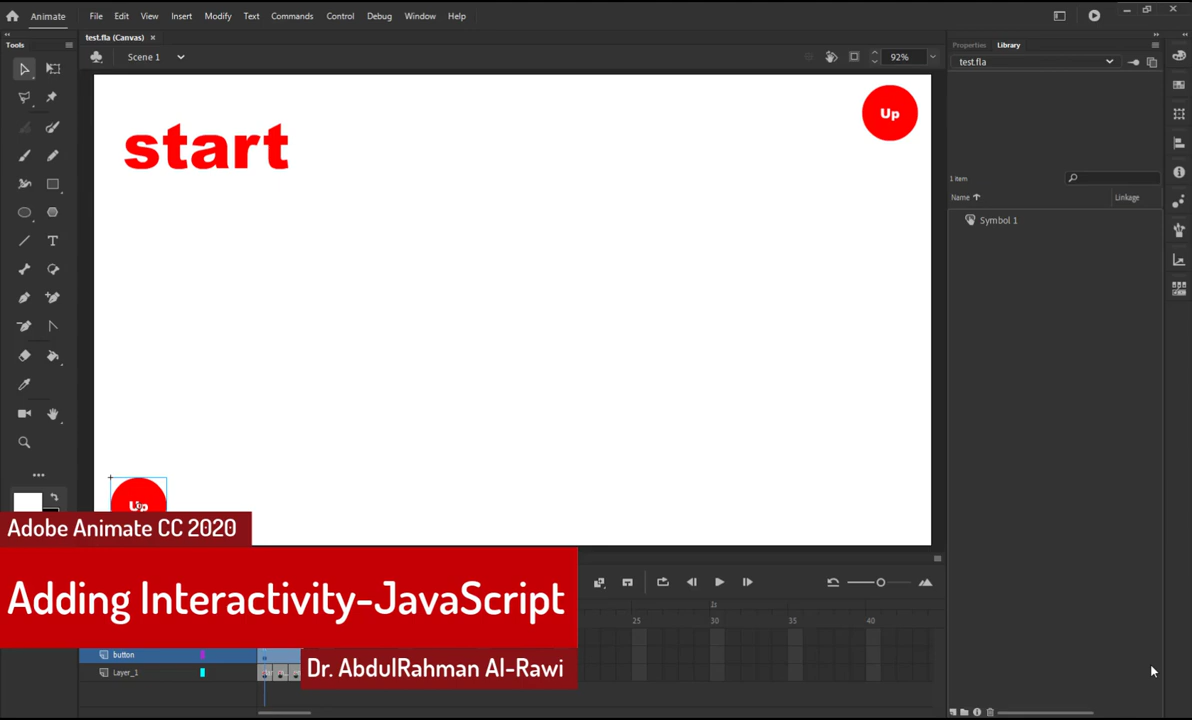 Animate File Edit View Insert Modify Text Commands Control Debug Window Help
Tools
test.fla (Canvas) ×
Scene 1
92%
Properties Library
test.fla
1 item
Name Linkage
Symbol 1
start
Up
Up
Adobe Animate CC 2020
Adding Interactivity-JavaScript
Dr. AbdulRahman Al-Rawi
1s
25 30 35 40
button
Layer_1